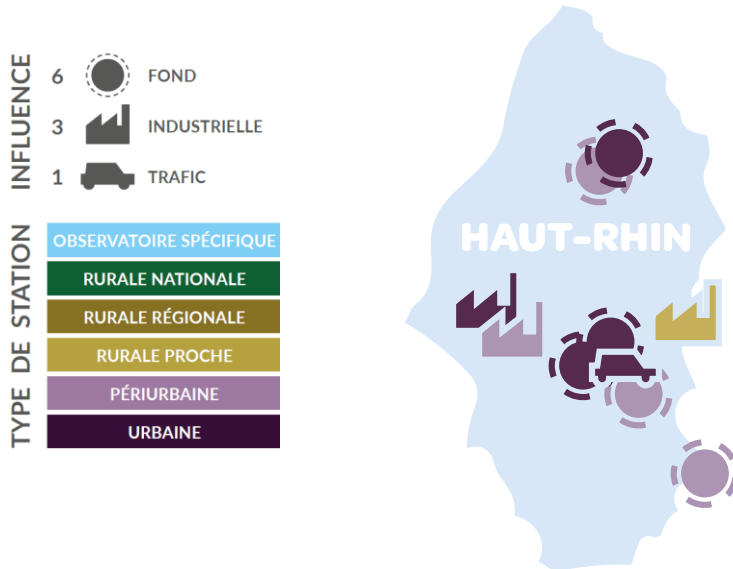 INFLUENCE
6 FOND
3 INDUSTRIELLE
1 TRAFIC
TYPE DE STATION
OBSERVATOIRE SPÉCIFIQUE
RURALE NATIONALE
RURALE RÉGIONALE
RURALE PROCHE
PÉRIURBAINE
URBAINE
HAUT-RHIN